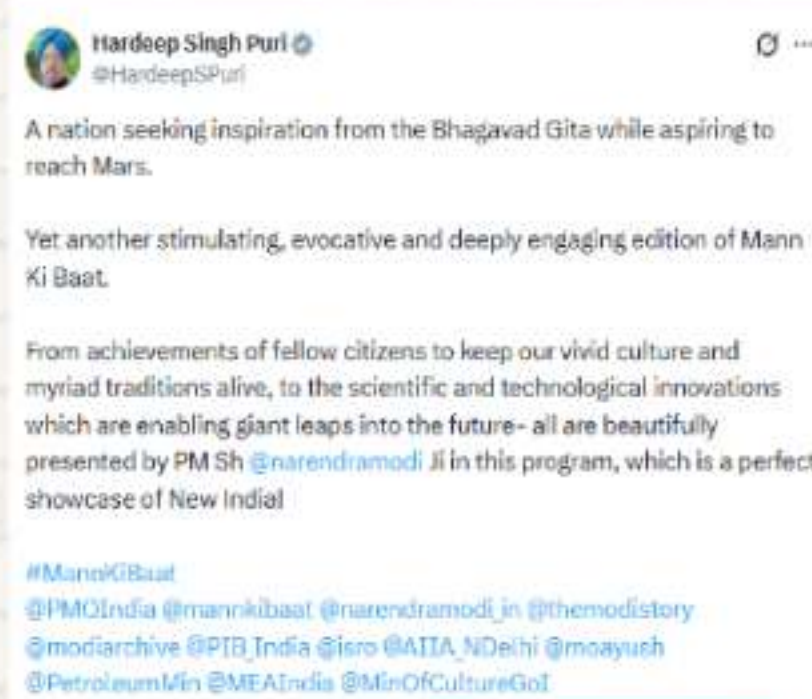 Hardeep Singh Puri
@HardeepSPuri
A nation seeking inspiration from the Bhagavad Gita while aspiring to
reach Mars.
Yet another stimulating, evocative and deeply engaging edition of Mann
Ki Baat.
From achievements of fellow citizens to keep our vivid culture and
myriad traditions alive, to the scientific and technological innovations
which are enabling giant leaps into the future- all are beautifully
presented by PM Sh @narendramodi Ji in this program, which is a perfect
showcase of New India!
#MannKiBaat
@PMOIndia @mannkibaat @narendramodi_in @themodistory
@modiarchive @PIB_India @isro @AIIA_NDelhi @moayush
@PetroleumMin @MEAIndia @MinOfCultureGoI